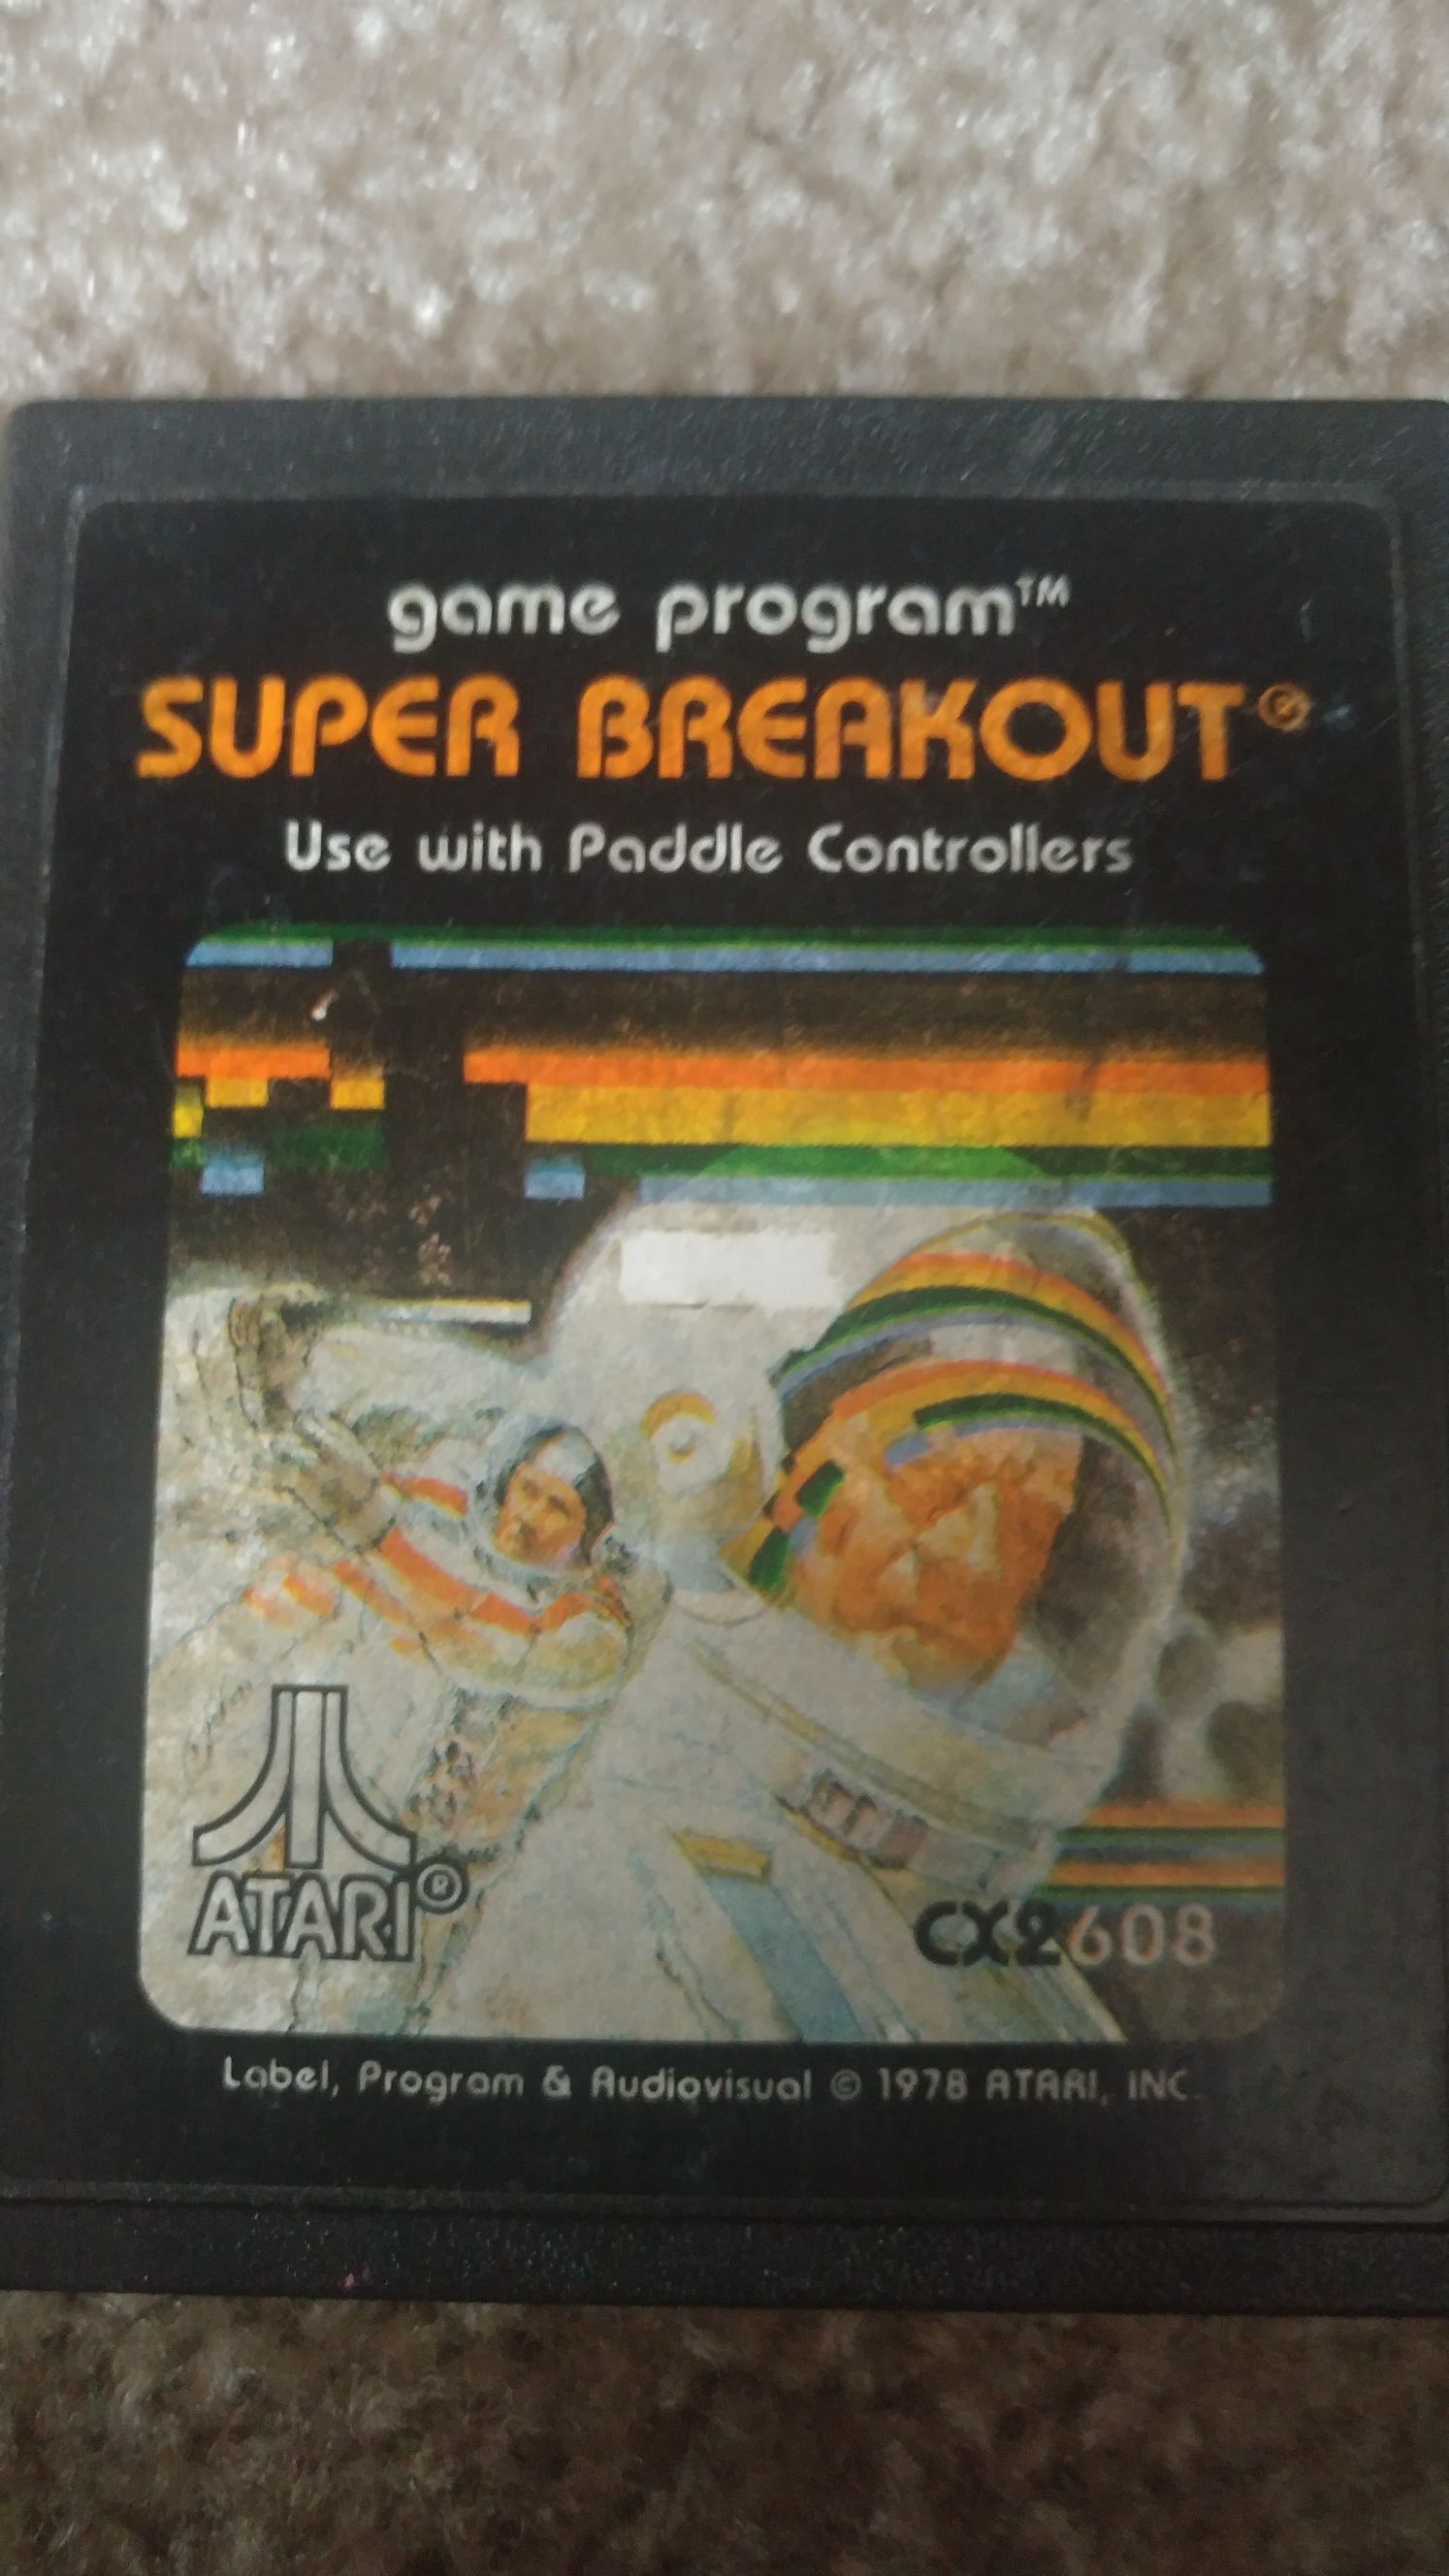 game program™
SUPER BREAKOUT®
Use with Paddle Controllers
ATARI®
CX2608
Label, Program & Audiovisual © 1978 ATARI, INC.